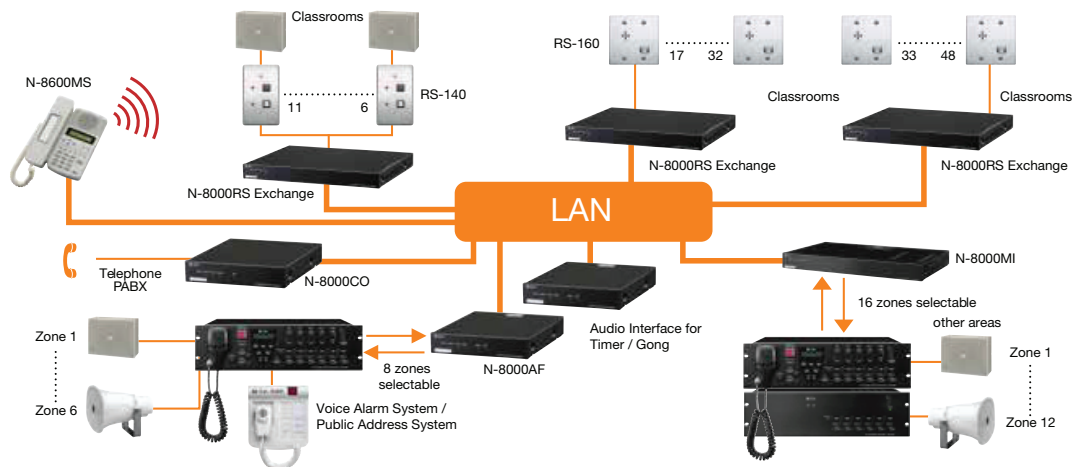 Classrooms
N-8600MS
11
6
RS-140
N-8000RS Exchange
RS-160
17
32
33
48
Classrooms
Classrooms
N-8000RS Exchange
N-8000RS Exchange
LAN
Telephone
PABX
N-8000CO
N-8000MI
16 zones selectable
other areas
Audio Interface for
Timer / Gong
N-8000AF
8 zones
selectable
Zone 1
Zone 6
Voice Alarm System /
Public Address System
Zone 1
Zone 12